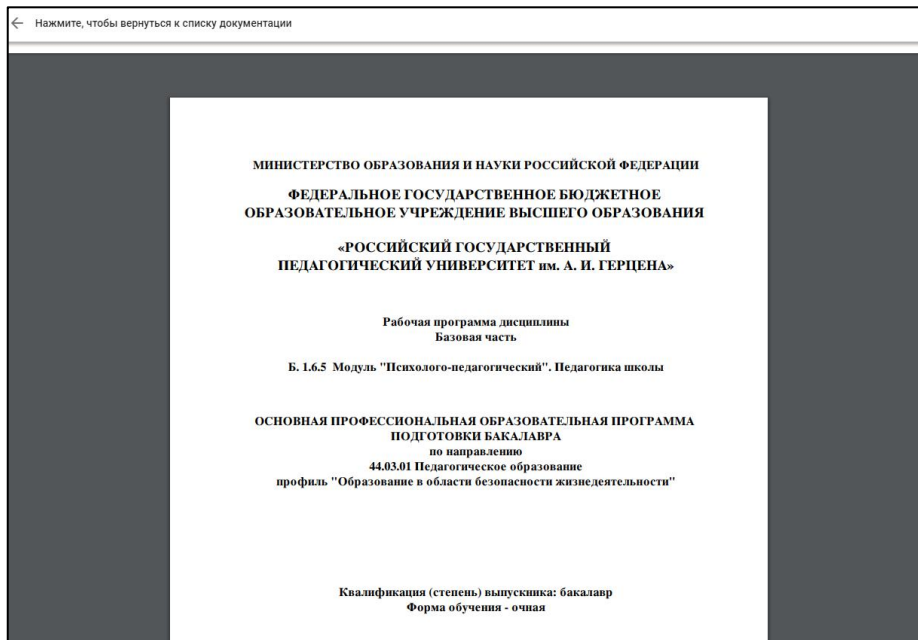 Нажмите, чтобы вернуться к списку документации
МИНИСТЕРСТВО ОБРАЗОВАНИЯ И НАУКИ РОССИЙСКОЙ ФЕДЕРАЦИИ
ФЕДЕРАЛЬНОЕ ГОСУДАРСТВЕННОЕ БЮДЖЕТНОЕ
ОБРАЗОВАТЕЛЬНОЕ УЧРЕЖДЕНИЕ ВЫСШЕГО ОБРАЗОВАНИЯ
«РОССИЙСКИЙ ГОСУДАРСТВЕННЫЙ
ПЕДАГОГИЧЕСКИЙ УНИВЕРСИТЕТ им. А. И. ГЕРЦЕНА»
Рабочая программа дисциплины
Базовая часть
Б. 1.6.5 Модуль "Психолого-педагогический". Педагогика школы
ОСНОВНАЯ ПРОФЕССИОНАЛЬНАЯ ОБРАЗОВАТЕЛЬНАЯ ПРОГРАММА
ПОДГОТОВКИ БАКАЛАВРА
по направлению
44.03.01 Педагогическое образование
профиль "Образование в области безопасности жизнедеятельности"
Квалификация (степень) выпускника: бакалавр
Форма обучения - очная